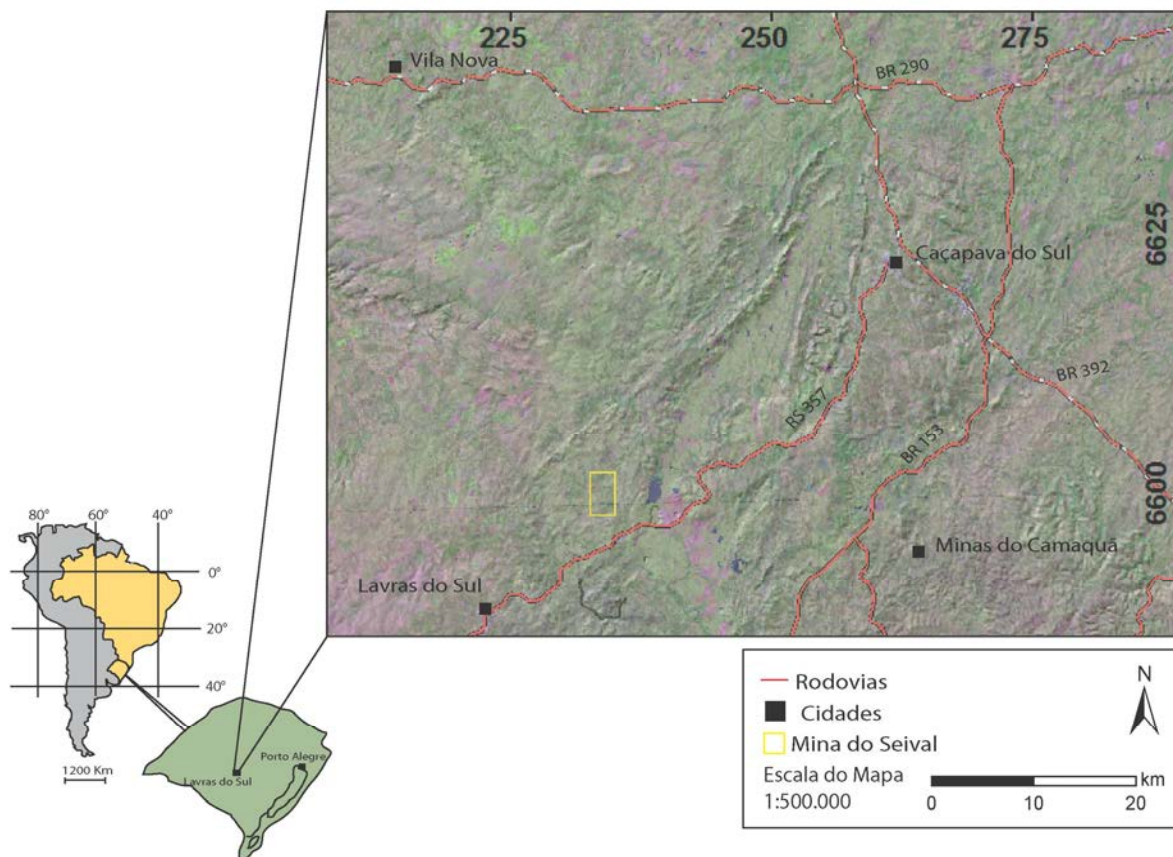 225
250
275
Vila Nova
BR 290
6625
Caçapava do Sul
BR 392
RS 357
BR 153
6600
Minas do Camaquã
Lavras do Sul
80° 60° 40°
0°
20°
40°
1200 Km
Porto Alegre
Lavras do Sul
Rodovias
Cidades
Mina do Seival
Escala do Mapa
1:500.000
N
km
0 10 20